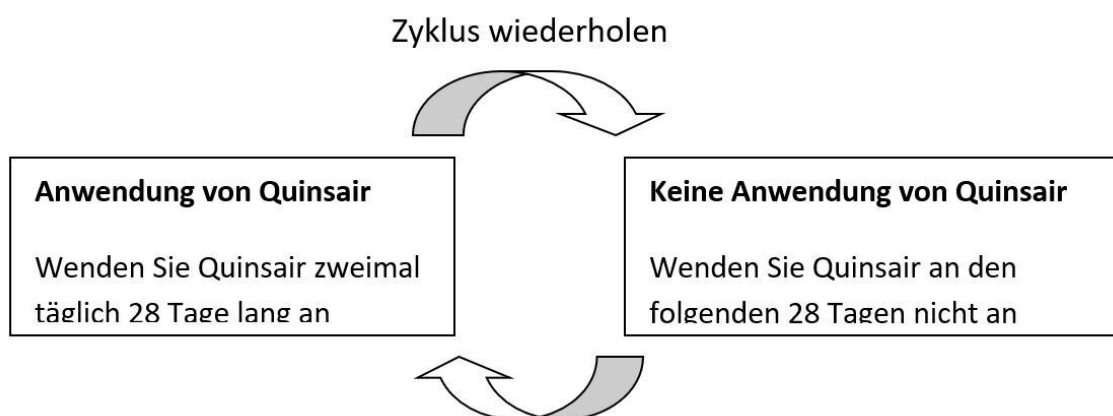 Zyklus wiederholen
Anwendung von Quinsair
Wenden Sie Quinsair zweimal
täglich 28 Tage lang an
Keine Anwendung von Quinsair
Wenden Sie Quinsair an den
folgenden 28 Tagen nicht an